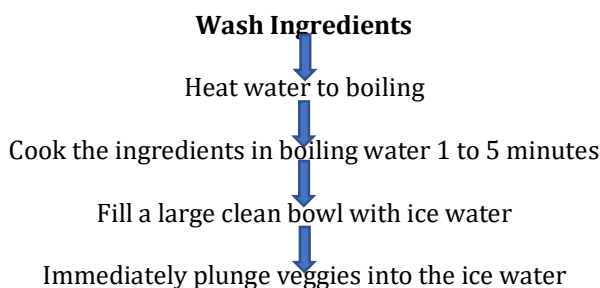 Wash Ingredients
Heat water to boiling
Cook the ingredients in boiling water 1 to 5 minutes
Fill a large clean bowl with ice water
Immediately plunge veggies into the ice water